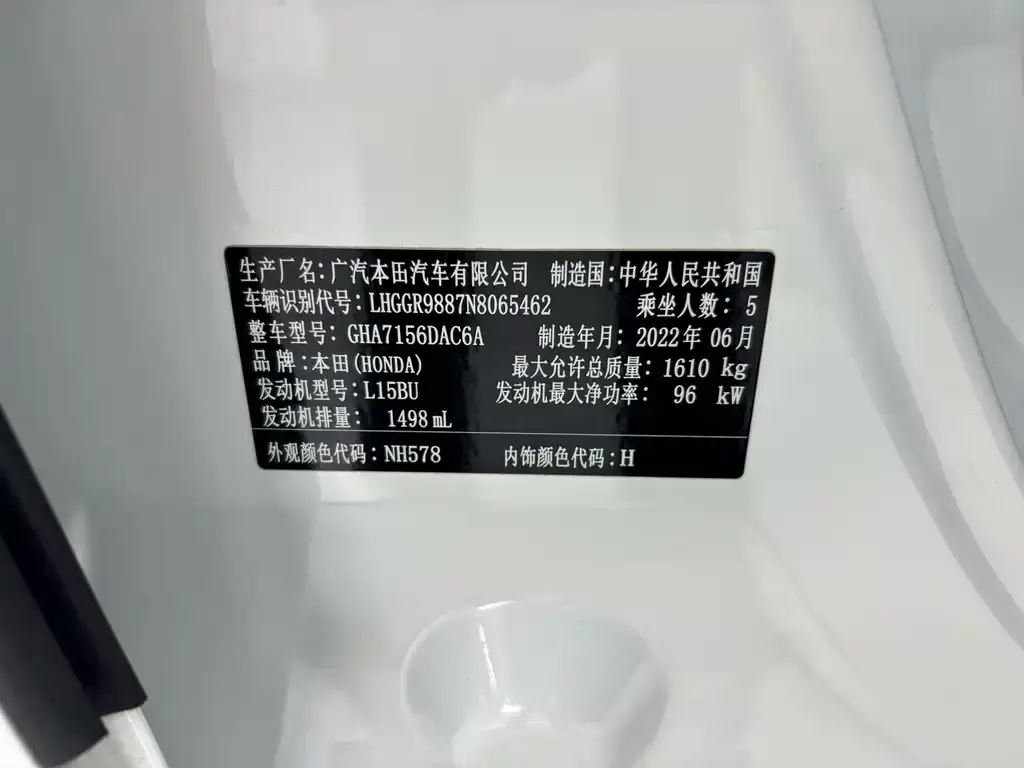 生产厂名:广汽本田汽车有限公司 制造国:中华人民共和国
车辆识别代号:LHGGR9887N8065462 乘坐人数: 5
整车型号:GHA7156DAC6A 制造年月:2022年06月
品 牌:本田(HONDA) 最大允许总质量:1610 kg
发动机型号:L15BU 发动机最大净功率: 96 kW
发动机排量: 1498 mL
外观颜色代码:NH578 内饰颜色代码:H